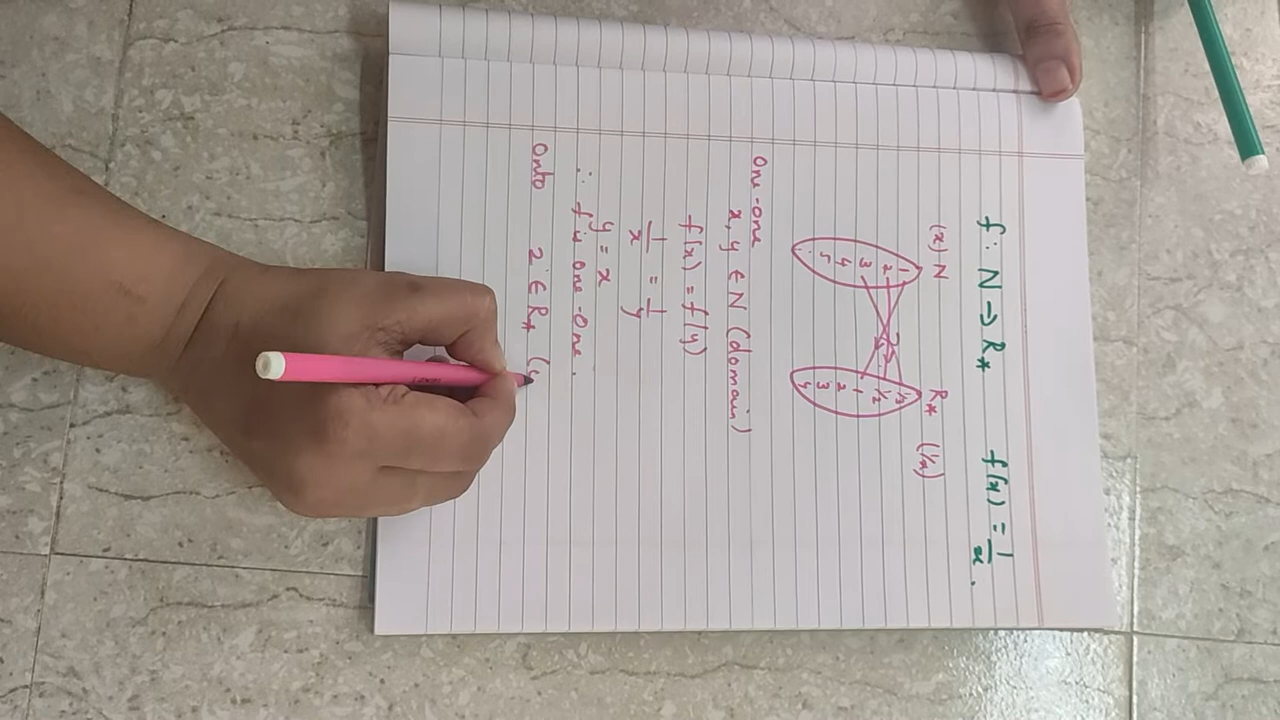 f : N → R* f(x) = 1/x.
(x) N R* (1/x)
1 1/3
2 1/2
3 1
4 2
5 3
: 4
One-one
x, y ∈ N (domain)
f(x) = f(y)
1/x = 1/y
y = x
∴ f is one-one.
Onto 2 ∈ R* (